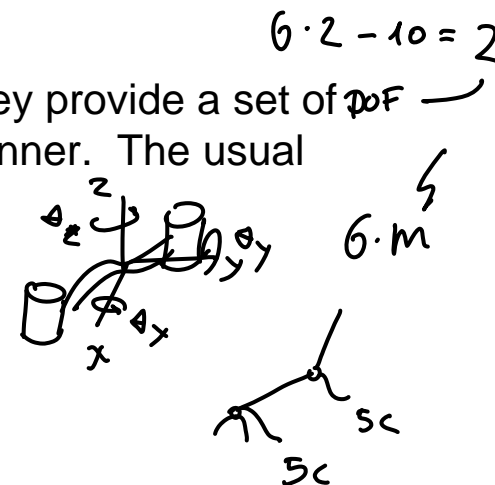 6·2 - 10 = 2
ey provide a set of DOF
nner. The usual
6·m
z
θz
y θy
x
θx
5c
5c